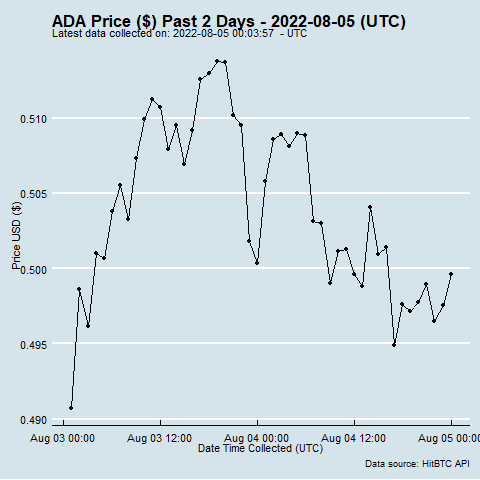 ADA Price ($) Past 2 Days - 2022-08-05 (UTC)
Latest data collected on: 2022-08-05 00:03:57 - UTC
Price USD ($)
0.510
0.505
0.500
0.495
0.490
Aug 03 00:00 Aug 03 12:00 Aug 04 00:00 Aug 04 12:00 Aug 05 00:00
Date Time Collected (UTC)
Data source: HitBTC API